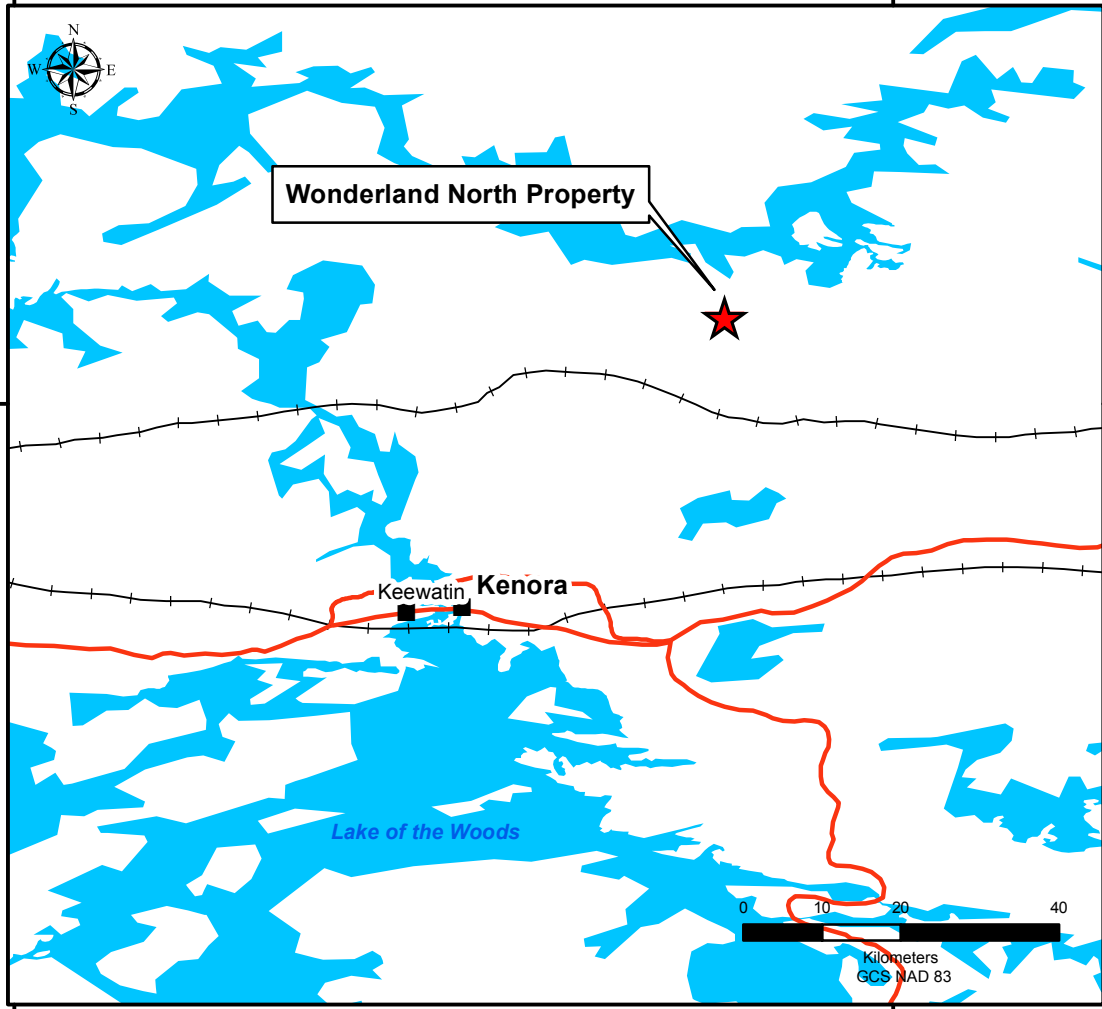 N
W E
S
Wonderland North Property
Keewatin Kenora
Lake of the Woods
0 10 20 40
Kilometers
GCS NAD 83